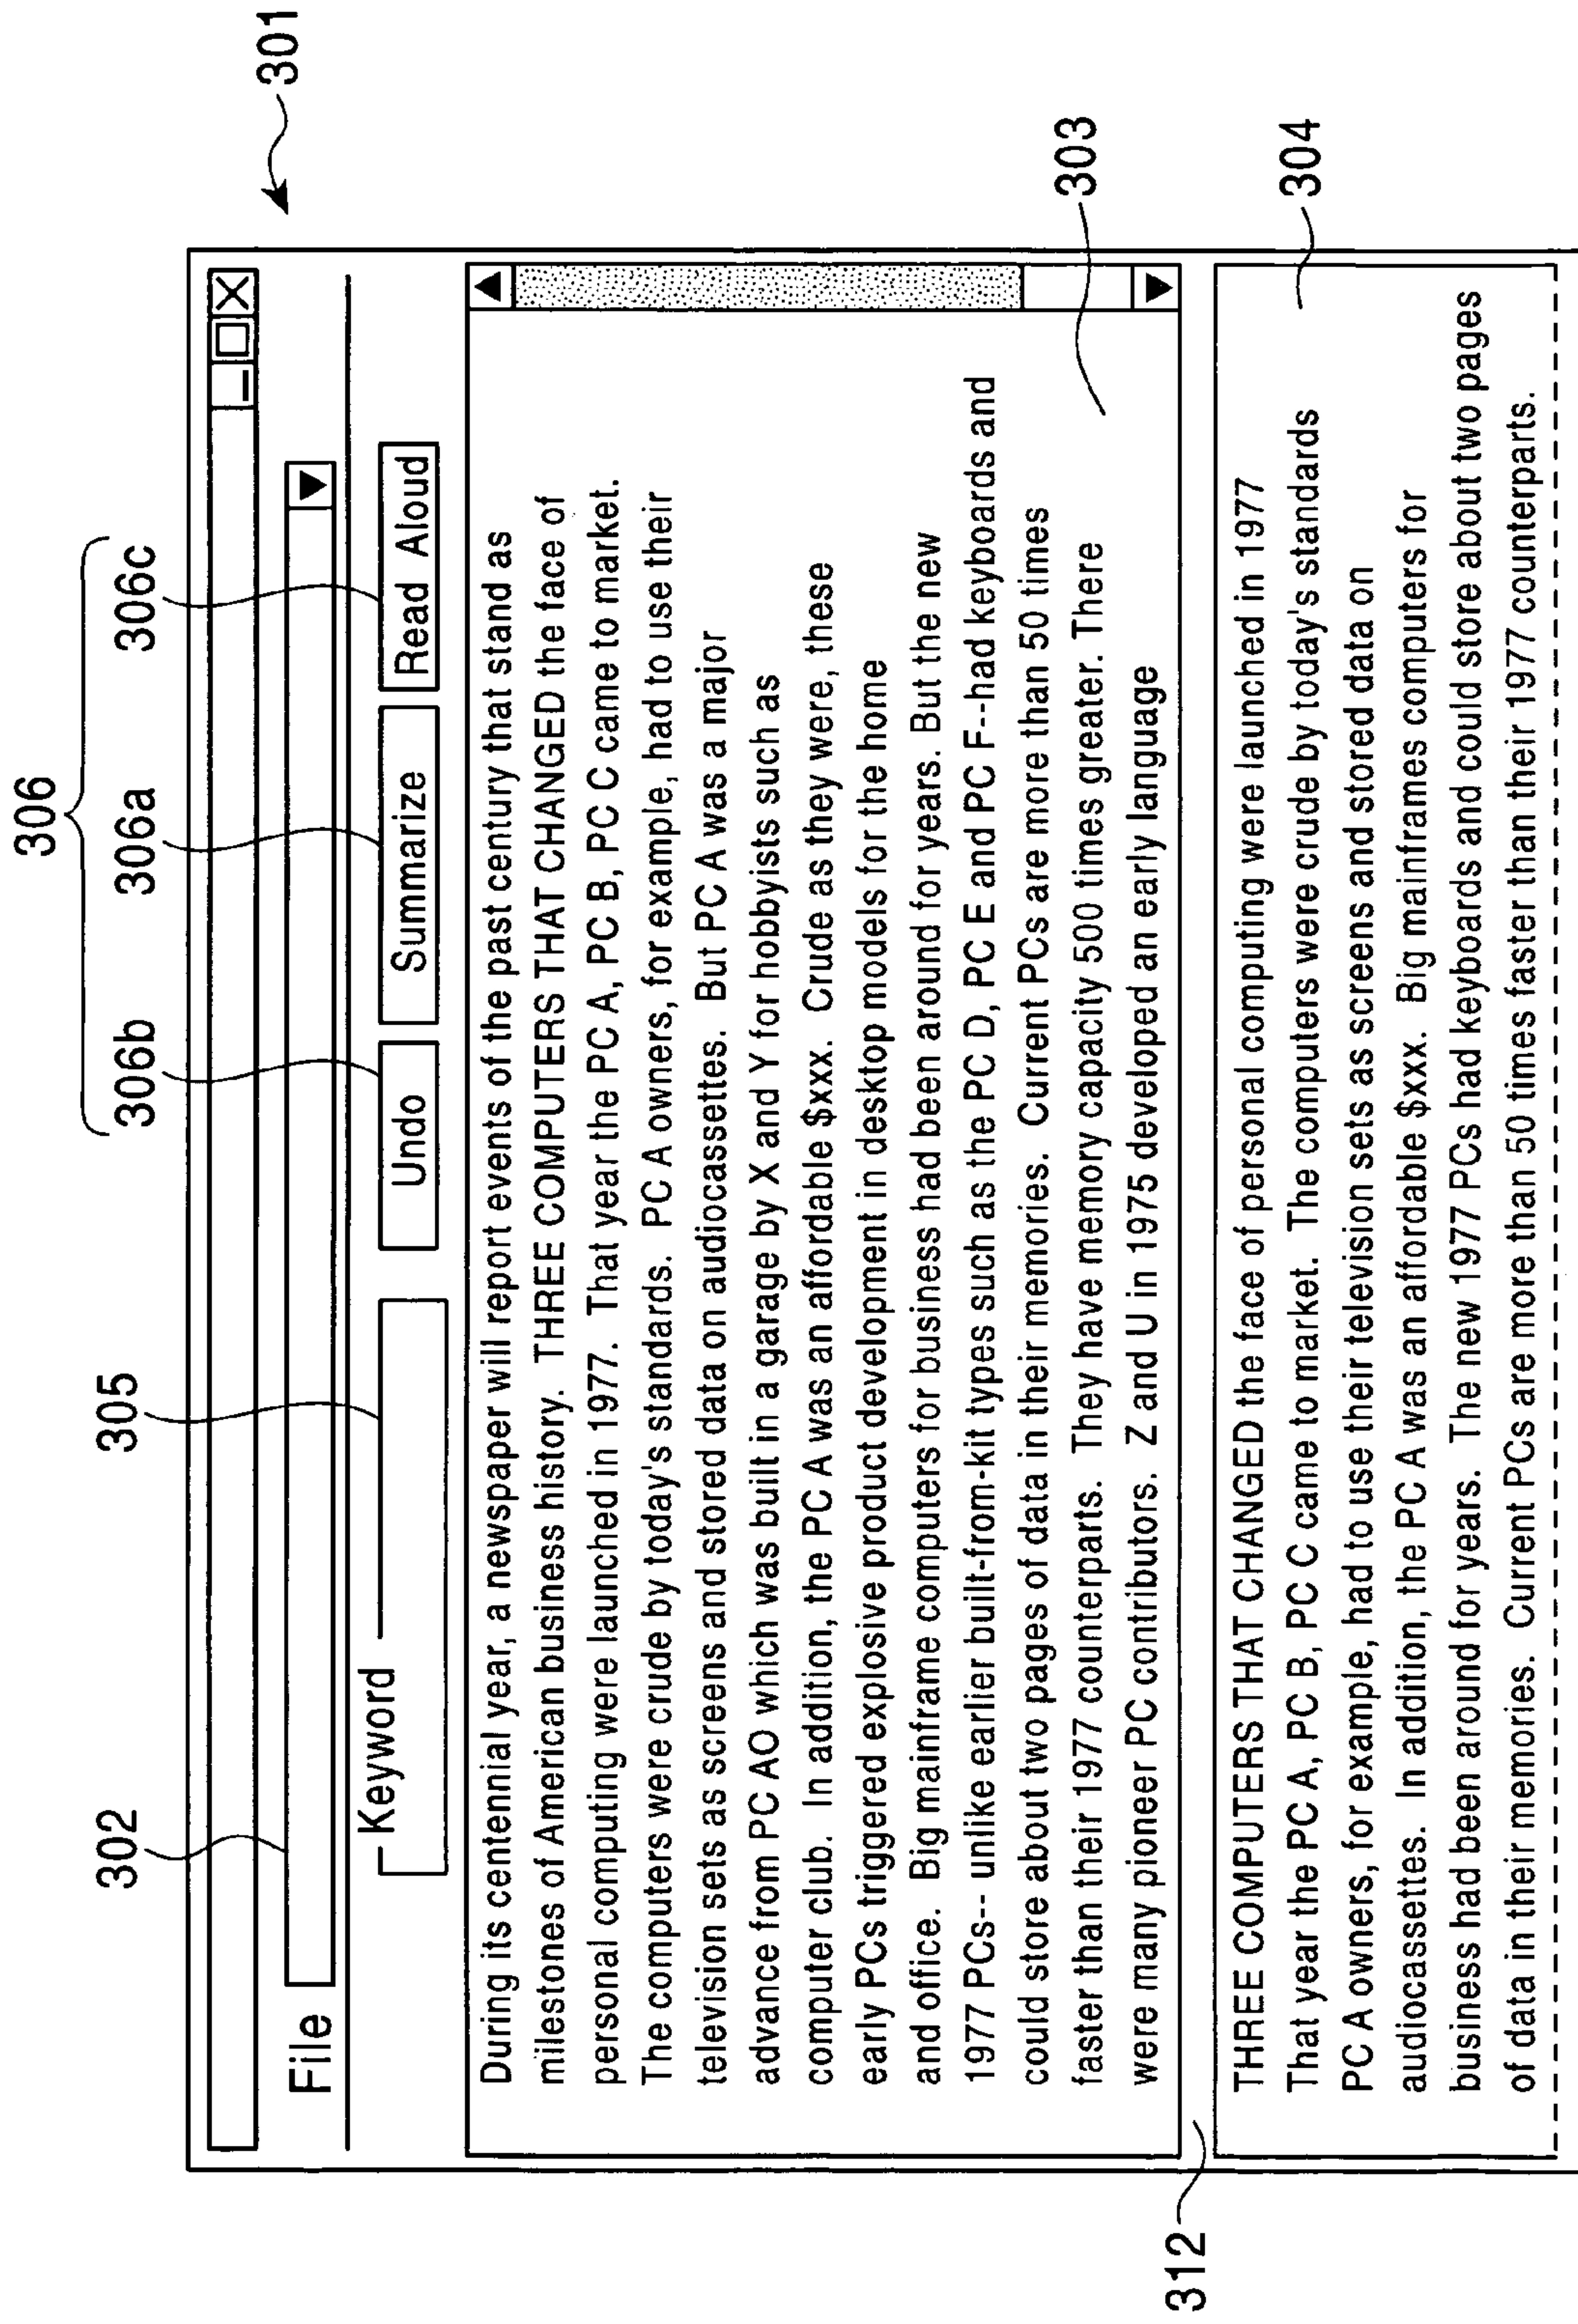 306
306b 306a 306c
302 305
301
File
Keyword
Undo
Summarize
Read Aloud
During its centennial year, a newspaper will report events of the past century that stand as
milestones of American business history. THREE COMPUTERS THAT CHANGED the face of
personal computing were launched in 1977. That year the PC A, PC B, PC C came to market.
The computers were crude by today's standards. PC A owners, for example, had to use their
television sets as screens and stored data on audiocassettes. But PC A was a major
advance from PC AO which was built in a garage by X and Y for hobbyists such as
computer club. In addition, the PC A was an affordable $xxx. Crude as they were, these
early PCs triggered explosive product development in desktop models for the home
and office. Big mainframe computers for business had been around for years. But the new
1977 PCs-- unlike earlier built-from-kit types such as the PC D, PC E and PC F--had keyboards and
could store about two pages of data in their memories. Current PCs are more than 50 times
faster than their 1977 counterparts. They have memory capacity 500 times greater. There
were many pioneer PC contributors. Z and U in 1975 developed an early language
303
312
THREE COMPUTERS THAT CHANGED the face of personal computing were launched in 1977
That year the PC A, PC B, PC C came to market. The computers were crude by today's standards
PC A owners, for example, had to use their television sets as screens and stored data on
audiocassettes. In addition, the PC A was an affordable $xxx. Big mainframes computers for
business had been around for years. The new 1977 PCs had keyboards and could store about two pages
of data in their memories. Current PCs are more than 50 times faster than their 1977 counterparts.
304